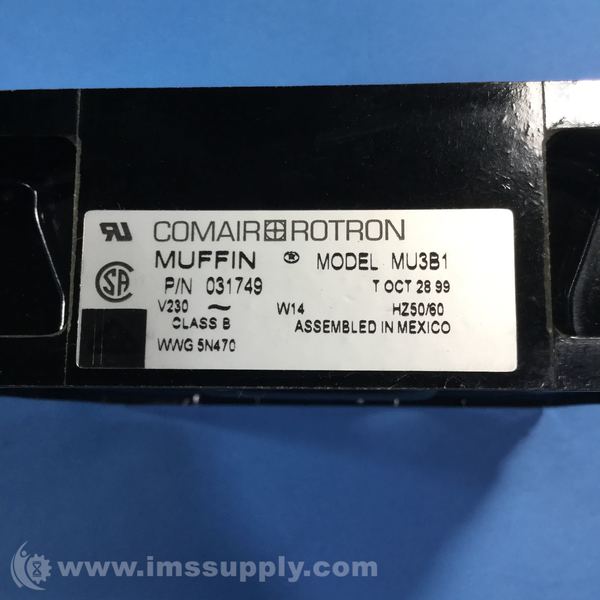 COMAIR ROTRON
MUFFIN ® MODEL MU3B1
P/N 031749 T OCT 28 99
V230 ~ W14 HZ50/60
CLASS B ASSEMBLED IN MEXICO
WWG 5N470
www.imssupply.com